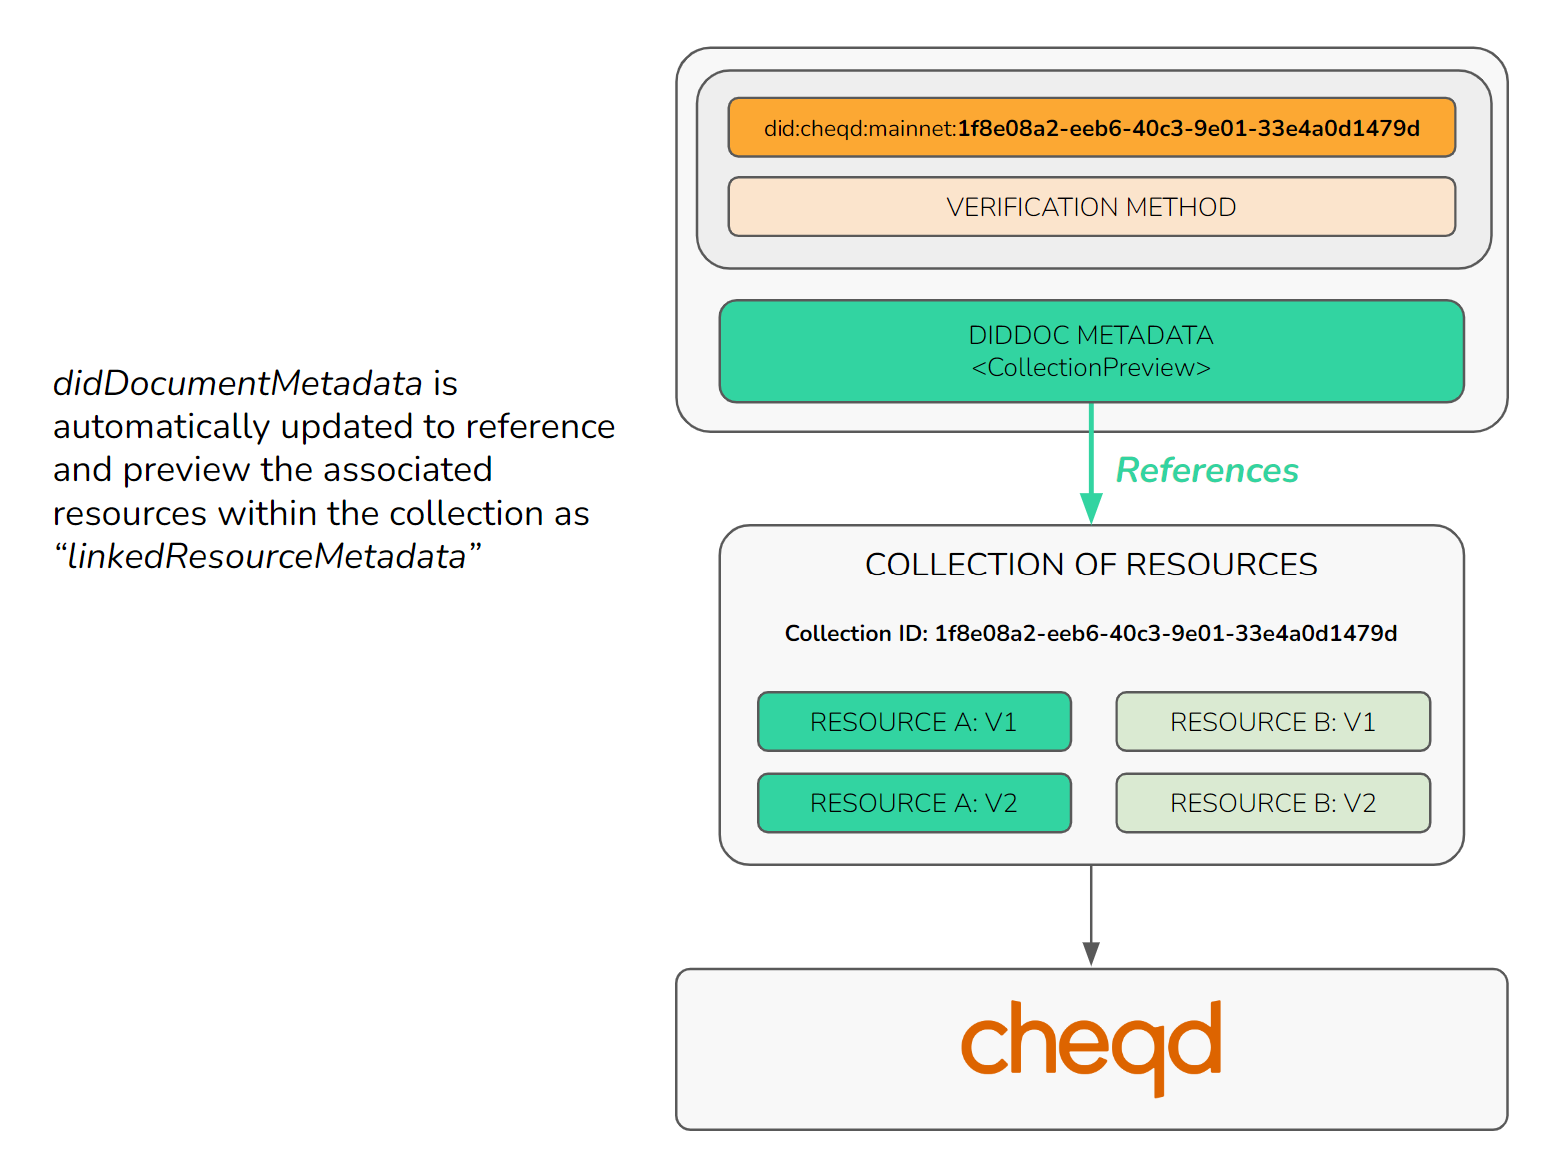 did:cheqd:mainnet:1f8e08a2-eeb6-40c3-9e01-33e4a0d1479d
VERIFICATION METHOD
DIDDOC METADATA
<CollectionPreview>
didDocumentMetadata is
automatically updated to reference
and preview the associated
resources within the collection as
“linkedResourceMetadata”
References
COLLECTION OF RESOURCES
Collection ID: 1f8e08a2-eeb6-40c3-9e01-33e4a0d1479d
RESOURCE A: V1
RESOURCE B: V1
RESOURCE A: V2
RESOURCE B: V2
cheqd